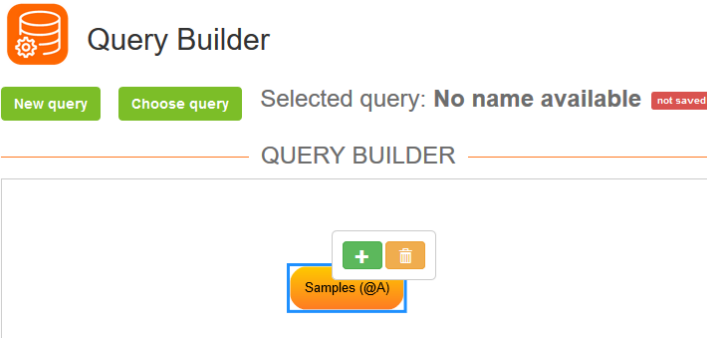 Query Builder
New query Choose query Selected query: No name available not saved
QUERY BUILDER
Samples (@A)